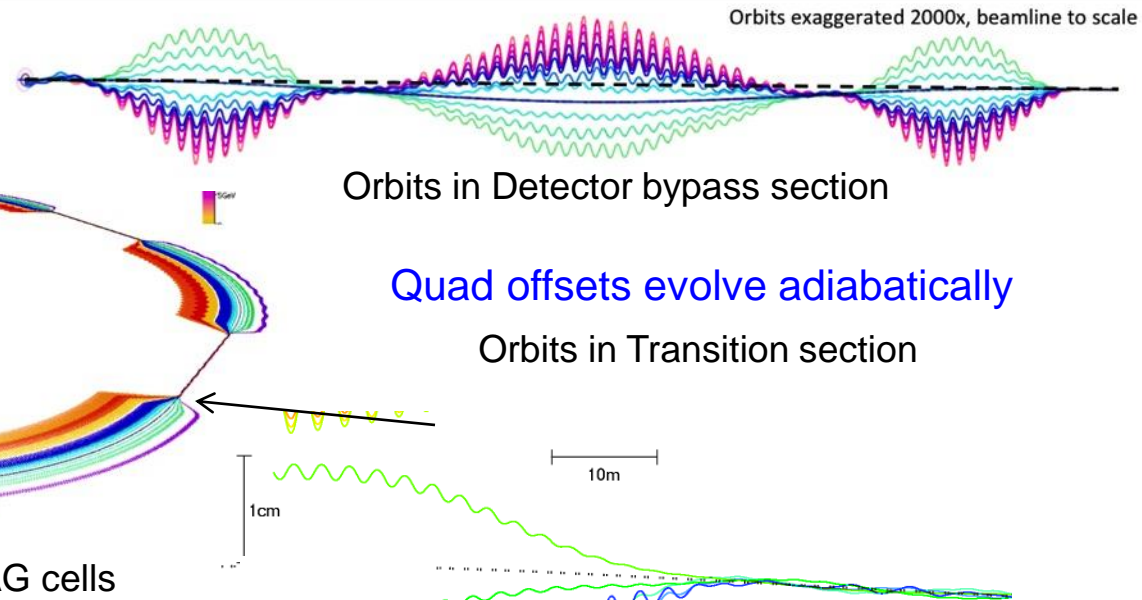 Orbits exaggerated 2000x, beamline to scale
Orbits in Detector bypass section
5GeV
Quad offsets evolve adiabatically
Orbits in Transition section
10m
1cm
G cells